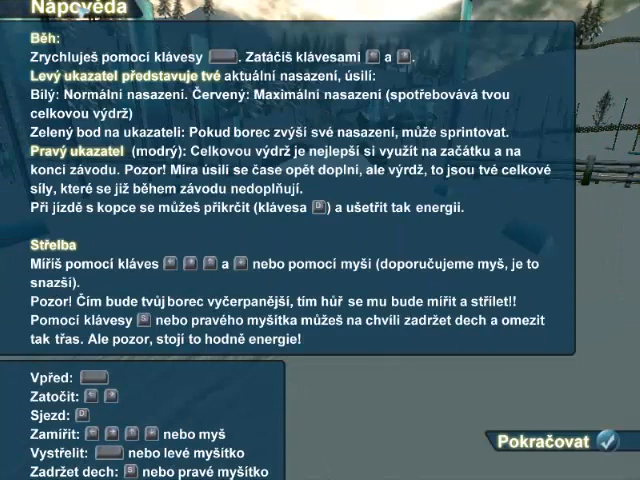 Nápověda
Běh:
Zrychluješ pomocí klávesy . Zatáčíš klávesami a .
Levý ukazatel představuje tvé aktuální nasazení, úsilí:
Bílý: Normální nasazení. Červený: Maximální nasazení (spotřebovává tvou
celkovou výdrž)
Zelený bod na ukazateli: Pokud borec zvýší své nasazení, může sprintovat.
Pravý ukazatel (modrý): Celkovou výdrž je nejlepší si využít na začátku a na
konci závodu. Pozor! Míra úsilí se čase opět doplní, ale výdrž, to jsou tvé celkové
síly, které se již během závodu nedoplňují.
Při jízdě s kopce se můžeš přikrčit (klávesa D) a ušetřit tak energii.
Střelba
Míříš pomocí kláves a nebo pomocí myši (doporučujeme myš, je to
snazší).
Pozor! Čím bude tvůj borec vyčerpanější, tím hůř se mu bude mířit a střílet!!
Pomocí klávesy S nebo pravého myšítka můžeš na chvíli zadržet dech a omezit
tak třas. Ale pozor, stojí to hodně energie!
Vpřed:
Zatočit:
Sjezd: D
Zamířit: nebo myš
Vystřelit: nebo levé myšítko
Zadržet dech: S nebo pravé myšítko
Pokračovat